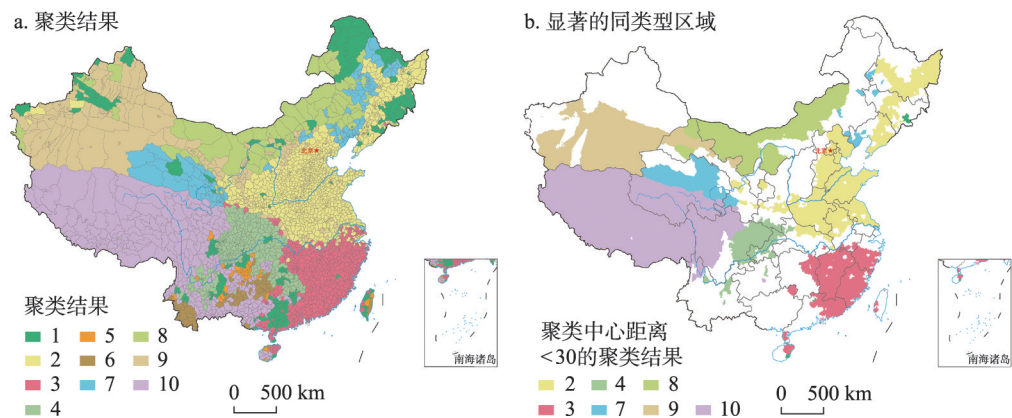 a. 聚类结果
北京
聚类结果
1 5 8
2 6 9
3 7 10
4
0 500 km
南海诸岛
b. 显著的同类型区域
北京
聚类中心距离
<30的聚类结果
2 4 8
3 7 9 10
0 500 km
南海诸岛